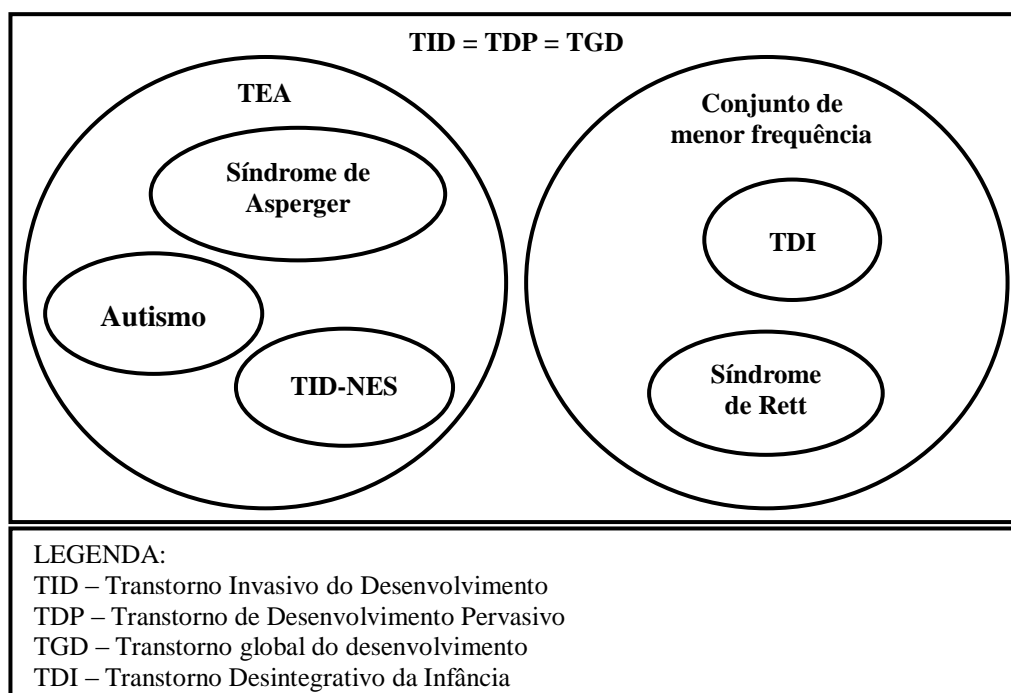 TID = TDP = TGD
TEA
Síndrome de
Asperger
Autismo
TID-NES
Conjunto de
menor frequência
TDI
Síndrome
de Rett
LEGENDA:
TID – Transtorno Invasivo do Desenvolvimento
TDP – Transtorno de Desenvolvimento Pervasivo
TGD – Transtorno global do desenvolvimento
TDI – Transtorno Desintegrativo da Infância